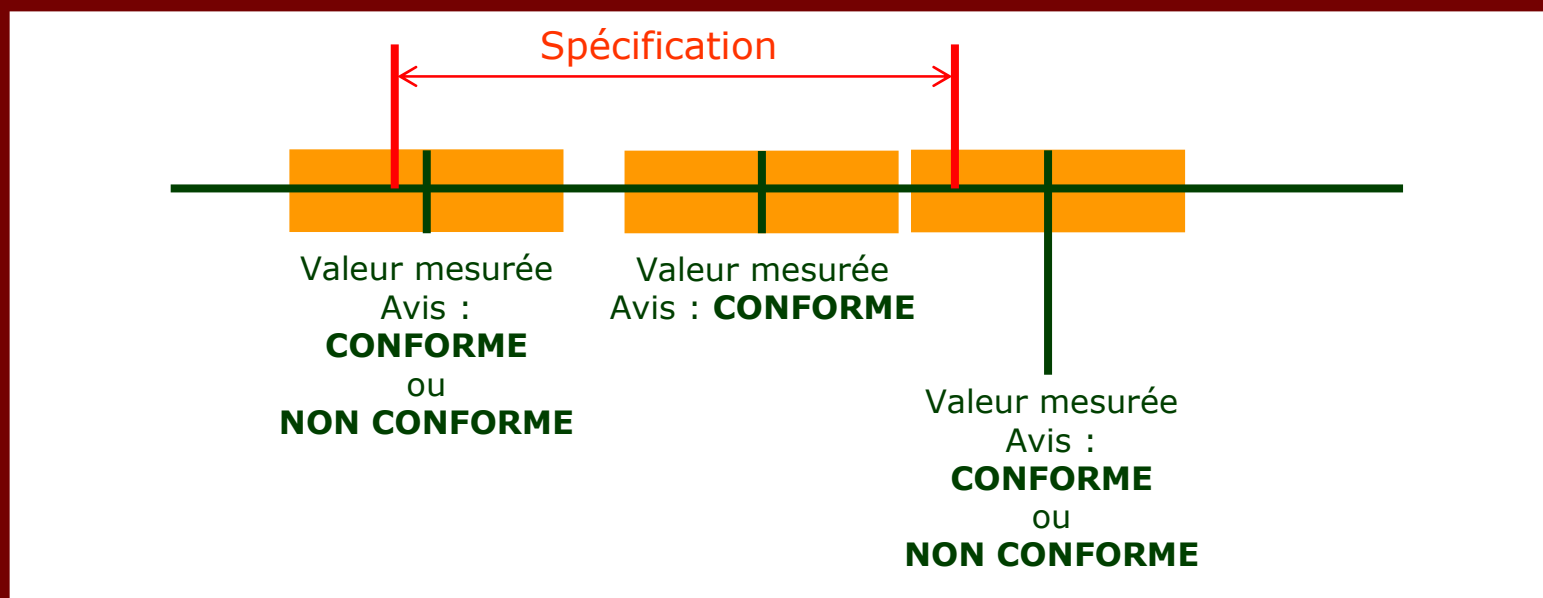 Spécification
Valeur mesurée
Avis :
CONFORME
ou
NON CONFORME
Valeur mesurée
Avis : CONFORME
Valeur mesurée
Avis :
CONFORME
ou
NON CONFORME